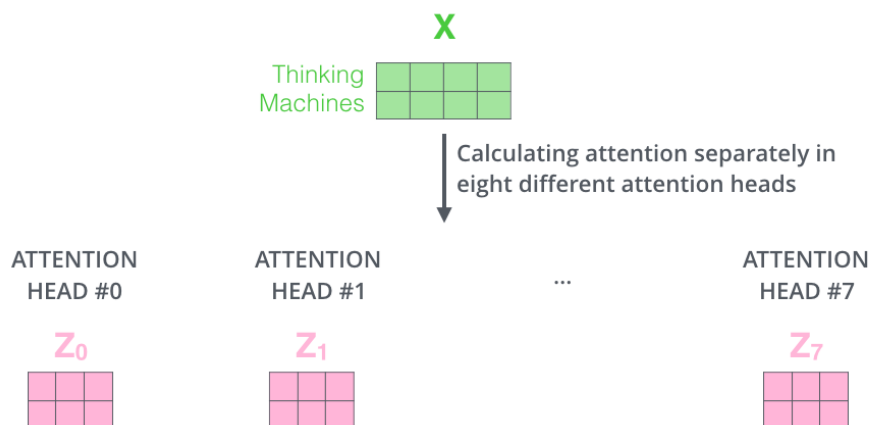 X
Thinking
Machines
Calculating attention separately in
eight different attention heads
ATTENTION
HEAD #0
ATTENTION
HEAD #1
...
ATTENTION
HEAD #7
Z₀
Z₁
Z₇